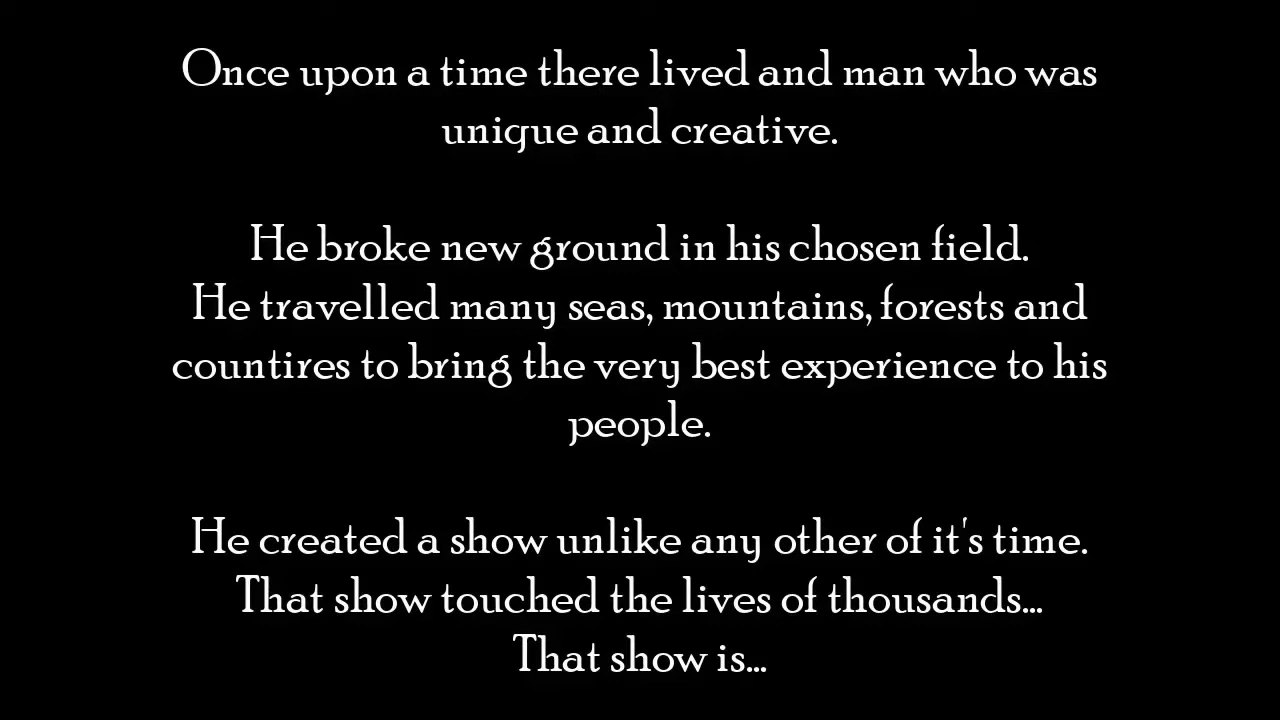 Once upon a time there lived and man who was
unique and creative.
He broke new ground in his chosen field.
He travelled many seas, mountains, forests and
countires to bring the very best experience to his
people.
He created a show unlike any other of it's time.
That show touched the lives of thousands...
That show is...